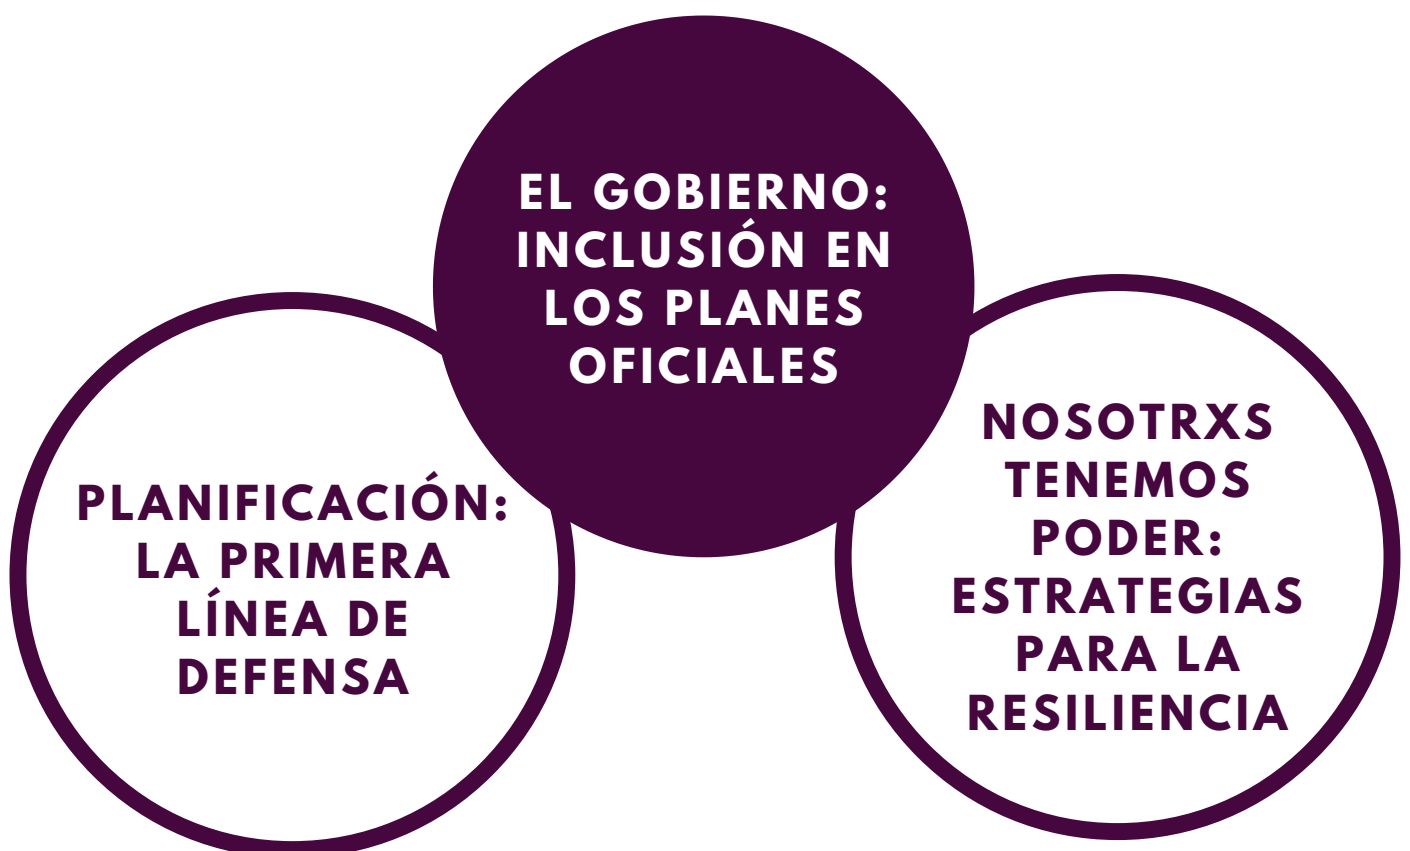 EL GOBIERNO:
INCLUSIÓN EN
LOS PLANES
OFICIALES
PLANIFICACIÓN:
LA PRIMERA
LÍNEA DE
DEFENSA
NOSOTRXS
TENEMOS
PODER:
ESTRATEGIAS
PARA LA
RESILIENCIA